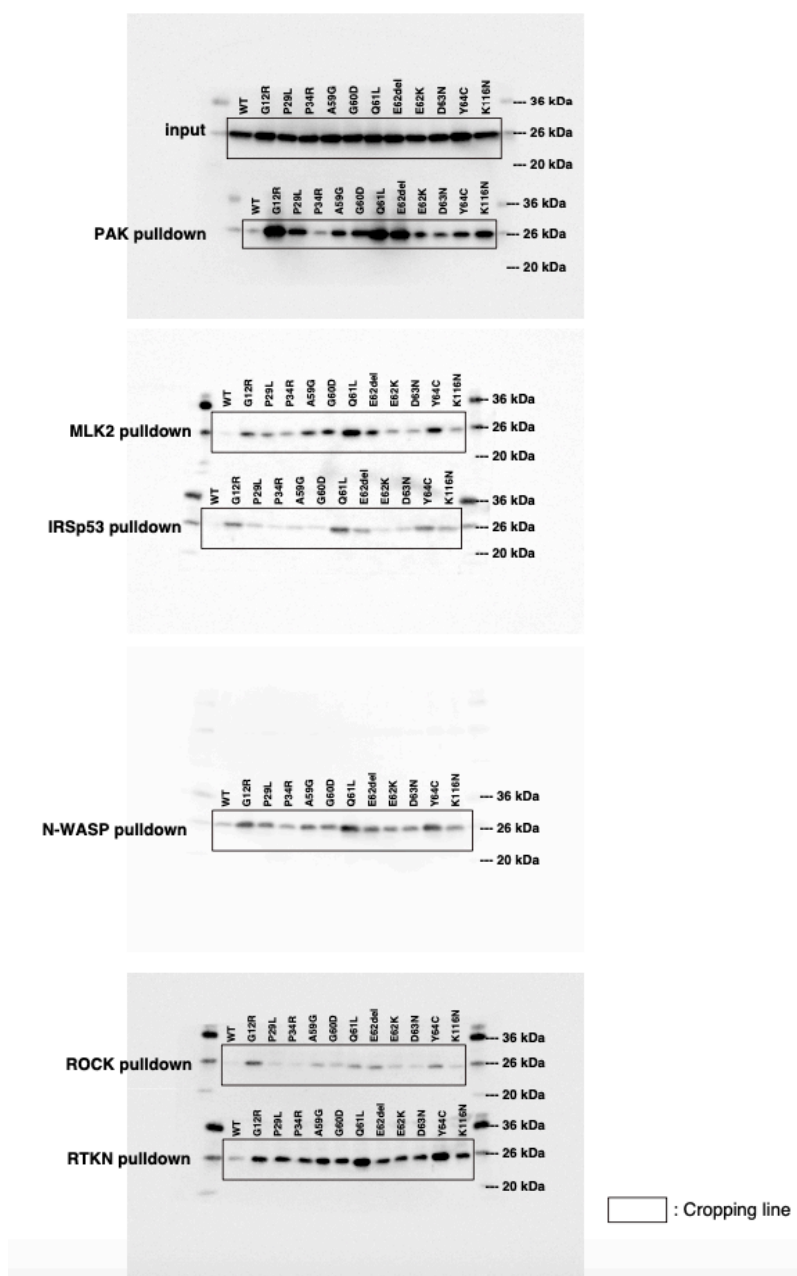 WT G12R P29L P34R A59G G60D Q61L E62del E62K D63N Y64C K116N
--- 36 kDa
input
--- 26 kDa
--- 20 kDa
WT G12R P29L P34R A59G G60D Q61L E62del E62K D63N Y64C K116N
--- 36 kDa
PAK pulldown
--- 26 kDa
--- 20 kDa
WT G12R P29L P34R A59G G60D Q61L E62del E62K D63N Y64C K116N
--- 36 kDa
MLK2 pulldown
--- 26 kDa
--- 20 kDa
WT G12R P29L P34R A59G G60D Q61L E62del E62K D63N Y64C K116N
--- 36 kDa
IRSp53 pulldown
--- 26 kDa
--- 20 kDa
WT G12R P29L P34R A59G G60D Q61L E62del E62K D63N Y64C K116N
--- 36 kDa
N-WASP pulldown
--- 26 kDa
--- 20 kDa
WT G12R P29L P34R A59G G60D Q61L E62del E62K D63N Y64C K116N
--- 36 kDa
ROCK pulldown
--- 26 kDa
--- 20 kDa
WT G12R P29L P34R A59G G60D Q61L E62del E62K D63N Y64C K116N
--- 36 kDa
RTKN pulldown
--- 26 kDa
--- 20 kDa
: Cropping line